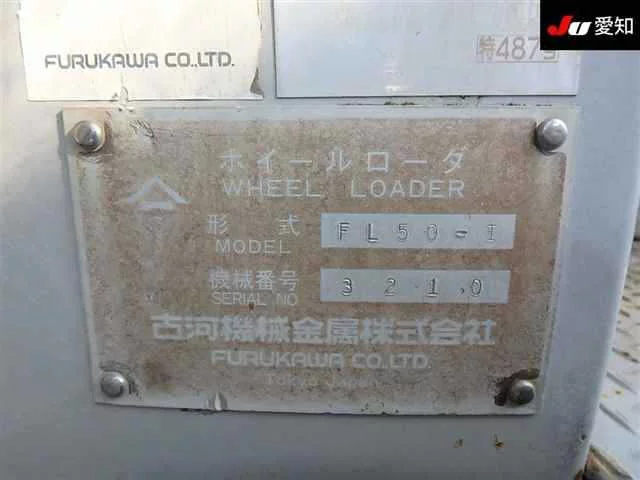 JU 愛知
FURUKAWA CO.,LTD.
特4879
ホイールローダ
WHEEL LOADER
形式 FL50-I
MODEL
機械番号 3210
SERIAL NO
古河機械金属株式会社
FURUKAWA CO.,LTD.
Tokyo Japan